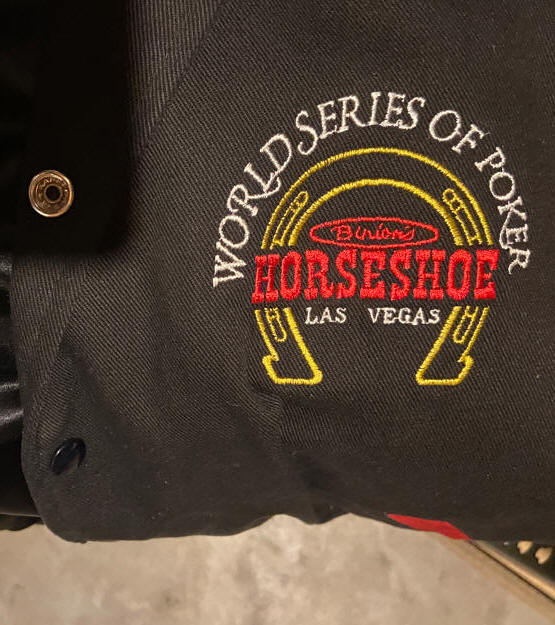 WORLD SERIES OF POKER
Binion's
HORSESHOE
LAS VEGAS